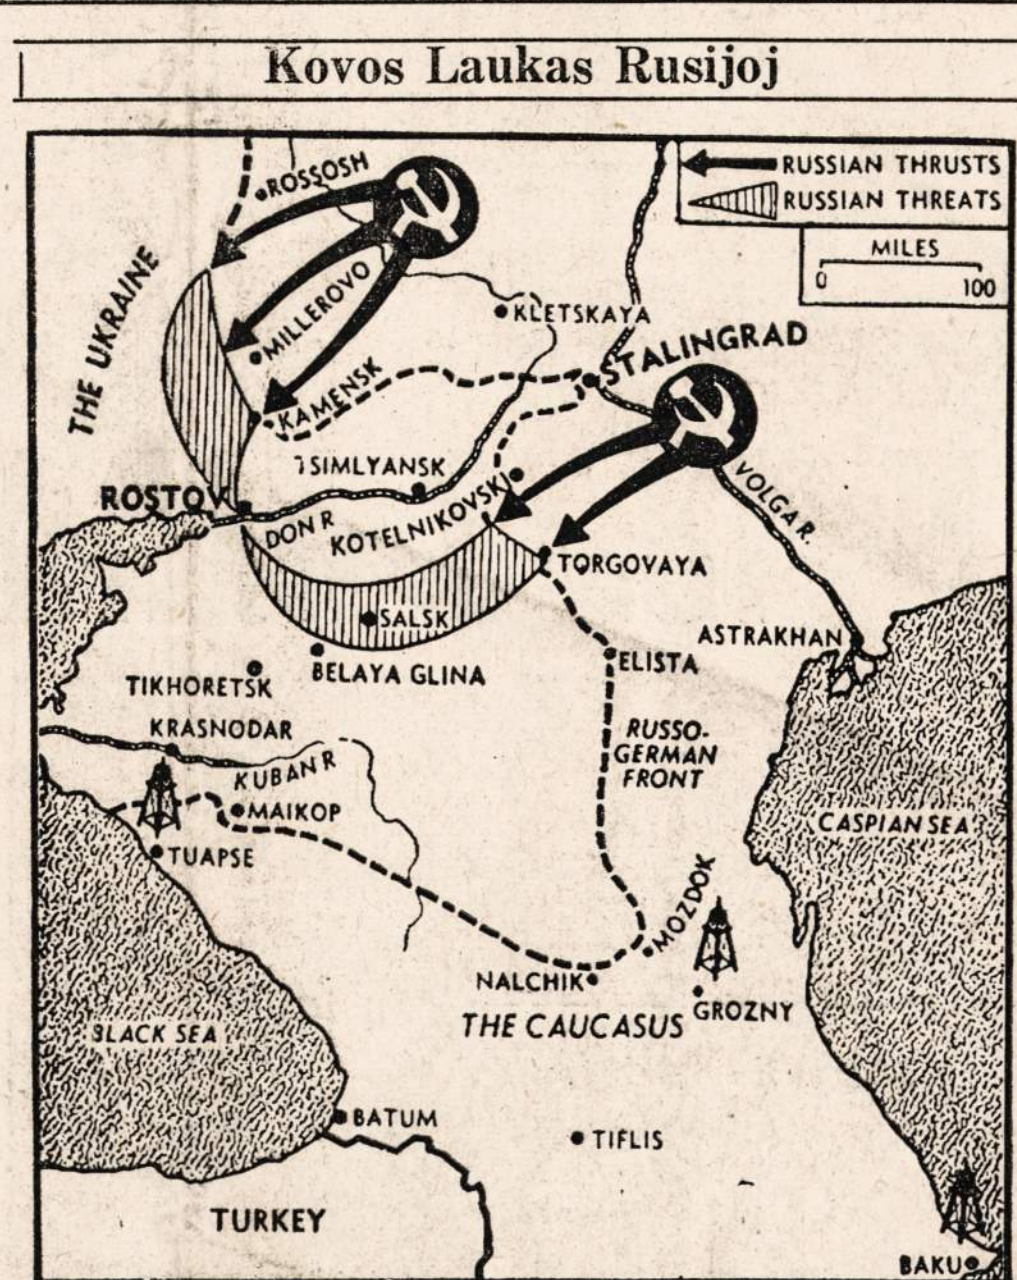 Kovos Laukas Rusijoj
RUSSIAN THRUSTS
RUSSIAN THREATS
MILES
0 100
ROSSOSH
THE UKRAINE
MILLEROVO
KLETSKAYA
STALINGRAD
KAMENSK
TSIMLYANSK
ROSTOV
DON R
KOTELNIKOVSKI
VOLGA R.
TORGOVAYA
SALSK
ASTRAKHAN
BELAYA GLINA
ELISTA
TIKHORETSK
KRASNODAR
RUSSO-
GERMAN
FRONT
KUBAN R
MAIKOP
CASPIAN SEA
TUAPSE
MOZDOK
NALCHIK
GROZNY
THE CAUCASUS
BLACK SEA
BATUM
TIFLIS
TURKEY
BAKU